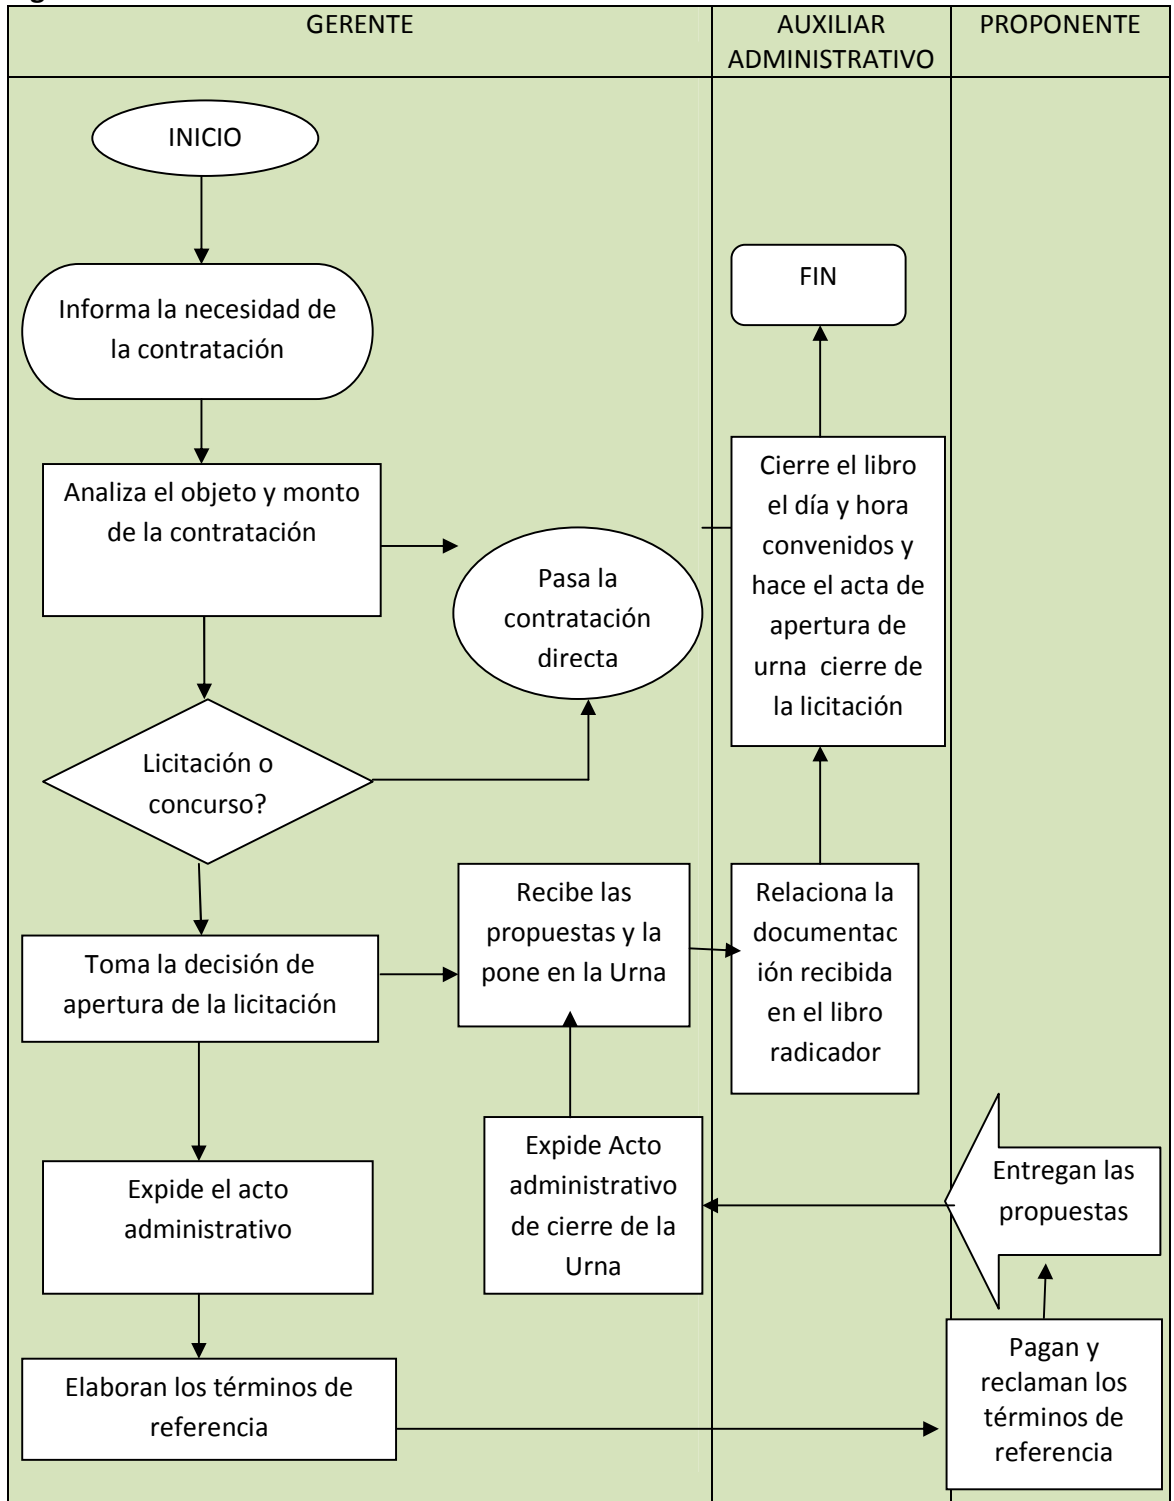 GERENTE
AUXILIAR
ADMINISTRATIVO
PROPONENTE
INICIO
Informa la necesidad de
la contratación
Analiza el objeto y monto
de la contratación
Pasa la
contratación
directa
Licitación o
concurso?
Toma la decisión de
apertura de la licitación
Expide el acto
administrativo
Elaboran los términos de
referencia
Recibe las
propuestas y la
pone en la Urna
Expide Acto
administrativo
de cierre de la
Urna
FIN
Cierre el libro
el día y hora
convenidos y
hace el acta de
apertura de
urna cierre de
la licitación
Relaciona la
documentac
ión recibida
en el libro
radicador
Entregan las
propuestas
Pagan y
reclaman los
términos de
referencia